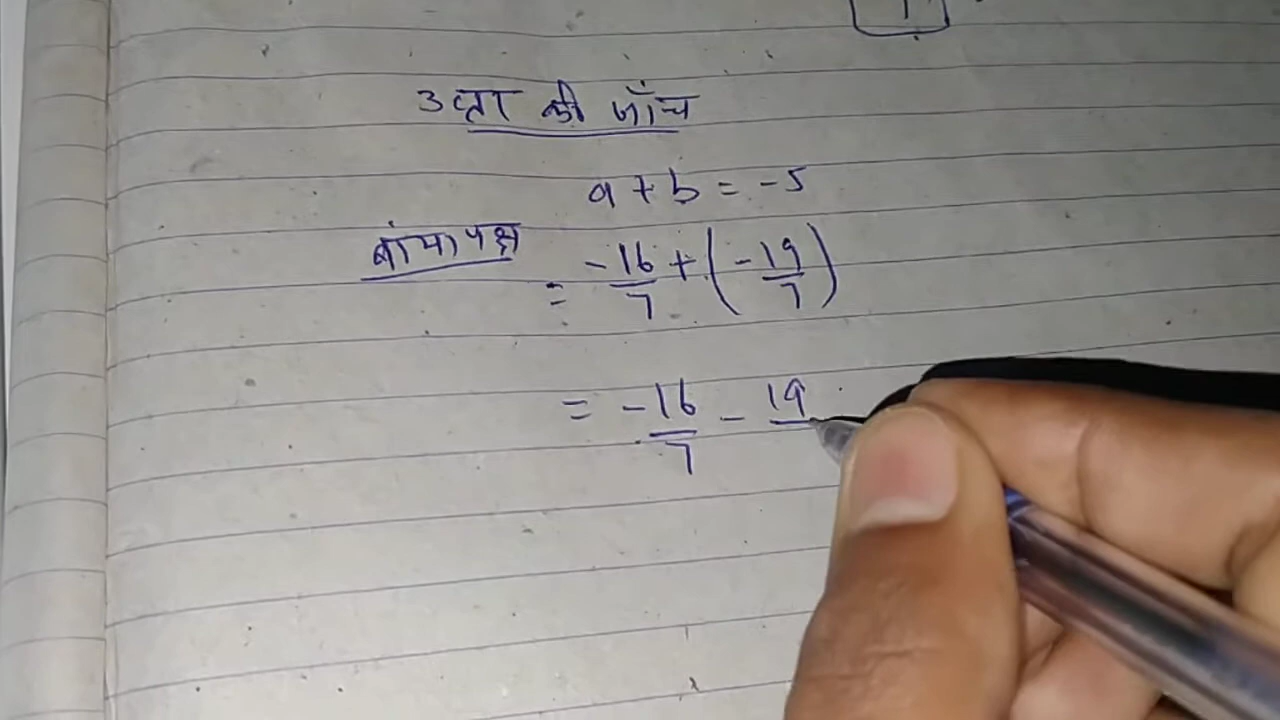 उत्तर की जाँच
a + b = -5
बांया पक्ष
= -16/7 + (-19/7)
= -16/7 - 19